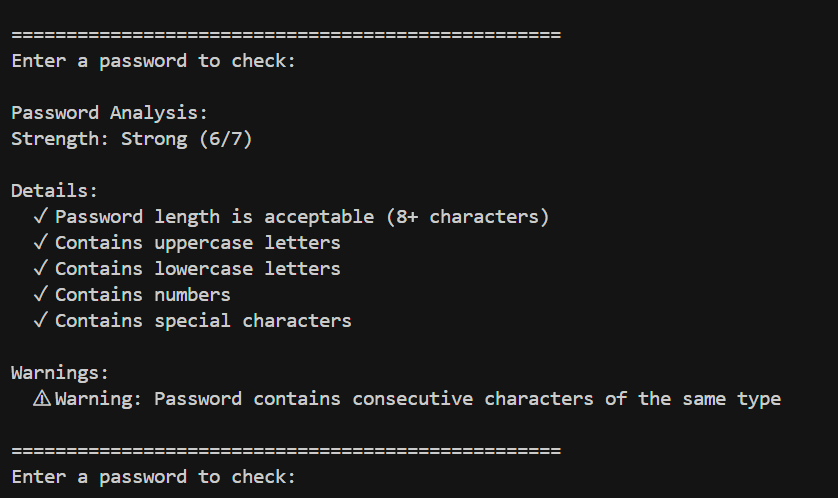 ==================================================
Enter a password to check:
Password Analysis:
Strength: Strong (6/7)
Details:
✓ Password length is acceptable (8+ characters)
✓ Contains uppercase letters
✓ Contains lowercase letters
✓ Contains numbers
✓ Contains special characters
Warnings:
⚠Warning: Password contains consecutive characters of the same type
==================================================
Enter a password to check: